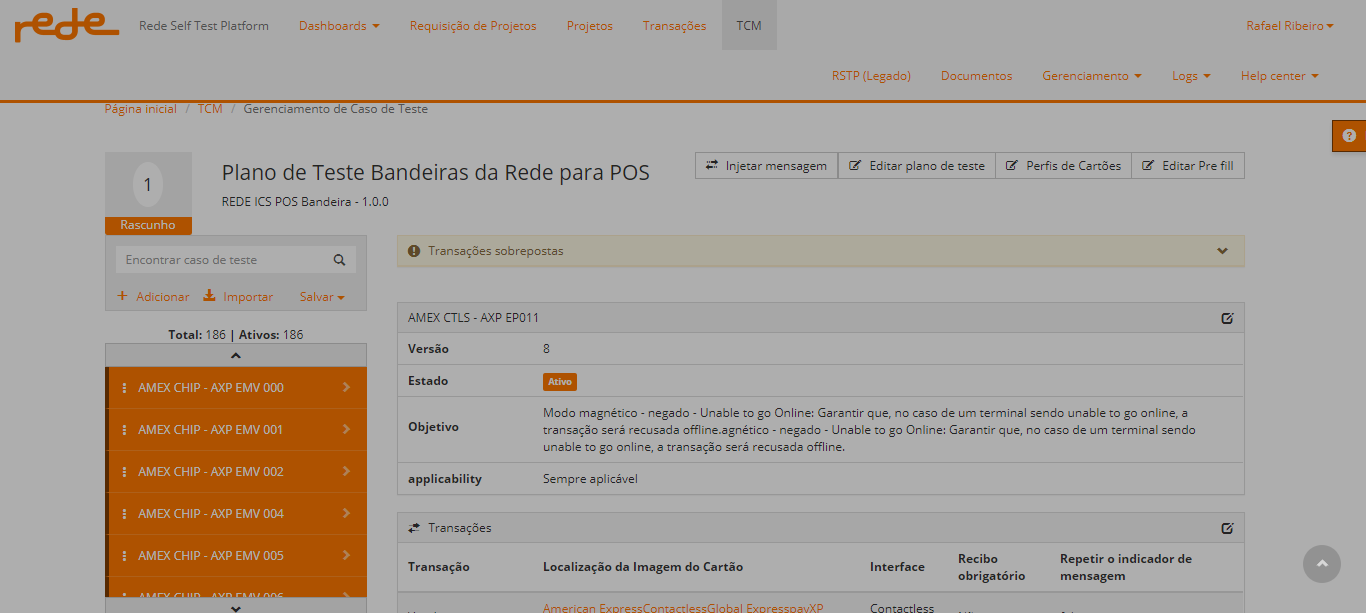 rede Rede Self Test Platform Dashboards Requisição de Projetos Projetos Transações TCM Rafael Ribeiro
RSTP (Legado) Documentos Gerenciamento Logs Help center
Página inicial / TCM / Gerenciamento de Caso de Teste
1
Rascunho
Plano de Teste Bandeiras da Rede para POS
REDE ICS POS Bandeira - 1.0.0
Injetar mensagem Editar plano de teste Perfis de Cartões Editar Pre fill
Encontrar caso de teste
+ Adicionar Importar Salvar
Total: 186 | Ativos: 186
AMEX CHIP - AXP EMV 000
AMEX CHIP - AXP EMV 001
AMEX CHIP - AXP EMV 002
AMEX CHIP - AXP EMV 004
AMEX CHIP - AXP EMV 005
AMEX CHIP - AXP EMV 006
Transações sobrepostas
AMEX CTLS - AXP EP011
Versão 8
Estado Ativo
Objetivo
Modo magnético - negado - Unable to go Online: Garantir que, no caso de um terminal sendo unable to go online, a
transação será recusada offline.agnético - negado - Unable to go Online: Garantir que, no caso de um terminal sendo
unable to go online, a transação será recusada offline.
applicability Sempre aplicável
Transações
Transação Localização da Imagem do Cartão Interface Recibo obrigatório Repetir o indicador de mensagem
American ExpressContactlessGlobal ExpresspayXP Contactless